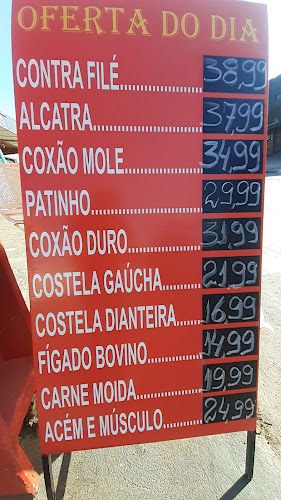 OFERTA DO DIA
CONTRA FILÉ............ 38,99
ALCATRA.................. 37,99
COXÃO MOLE............ 34,99
PATINHO.................. 29,99
COXÃO DURO............ 31,99
COSTELA GAÚCHA....... 21,99
COSTELA DIANTEIRA...... 16,99
FÍGADO BOVINO......... 14,99
CARNE MOIDA............ 19,99
ACÉM E MÚSCULO....... 24,99